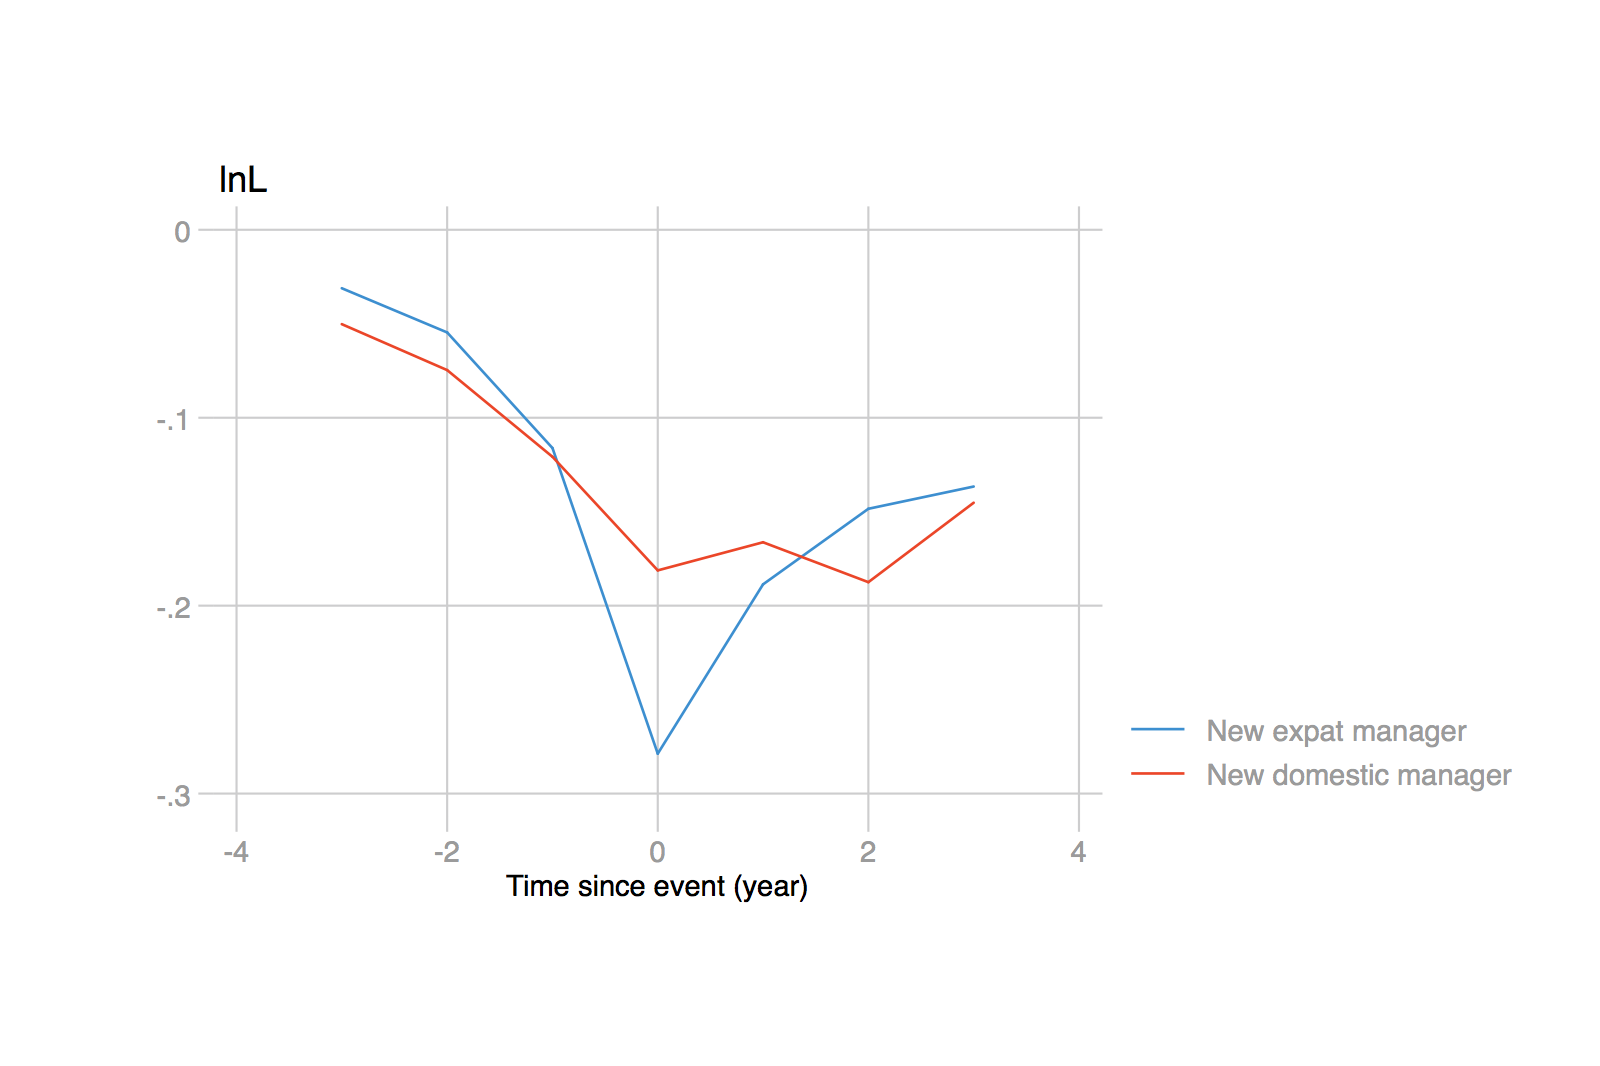 lnL
0
-.1
-.2
-.3
-4 -2 0 2 4
Time since event (year)
New expat manager
New domestic manager